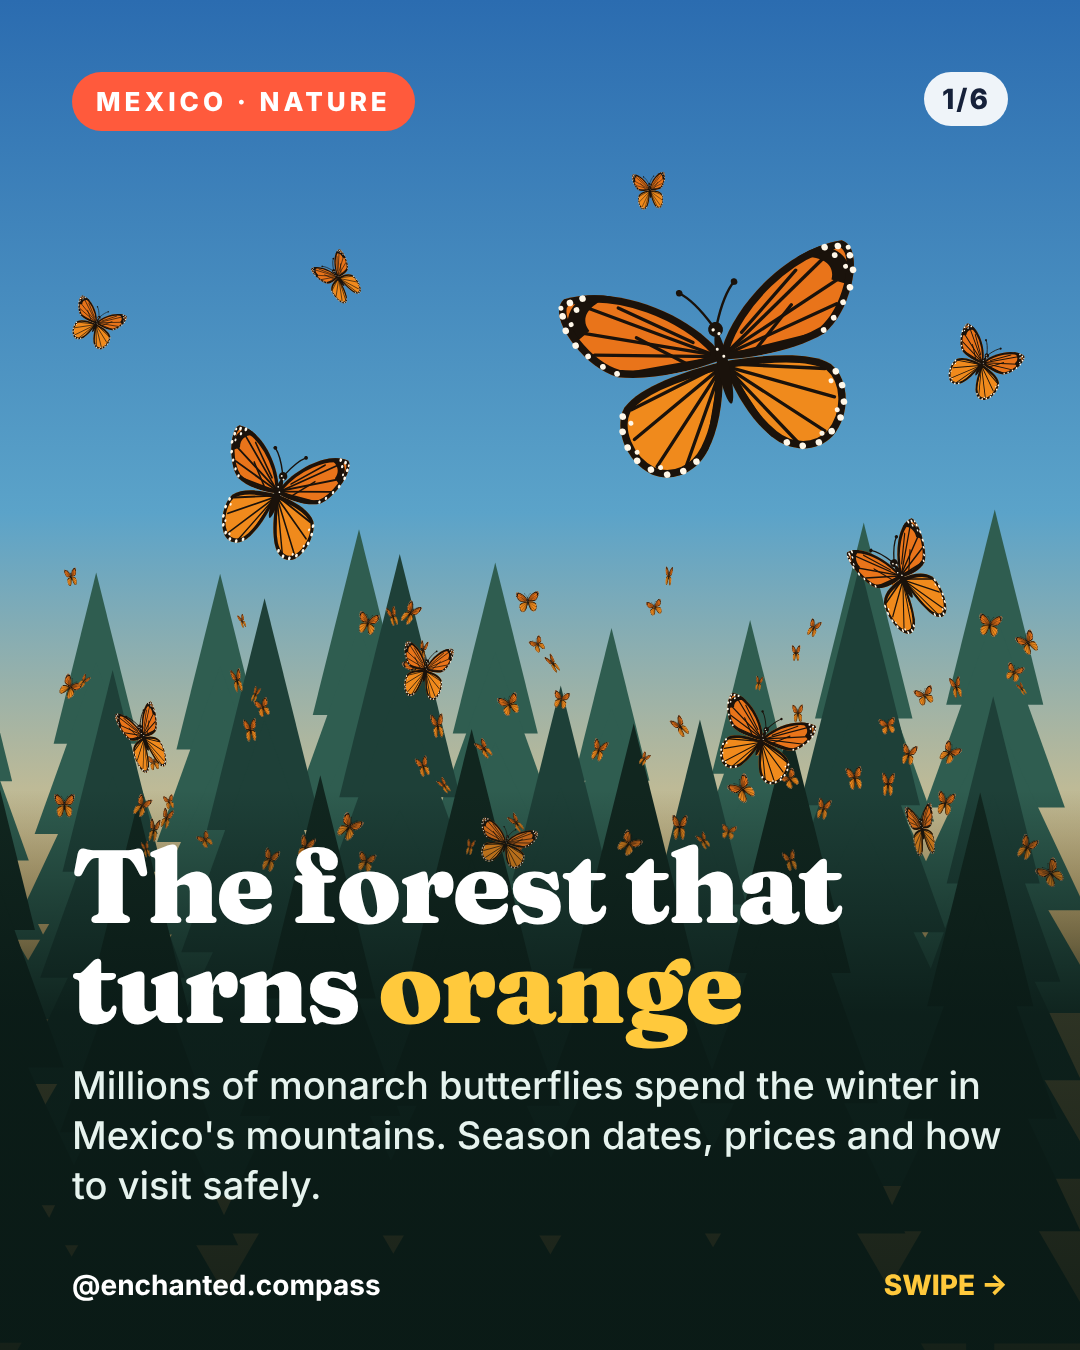 MEXICO · NATURE
1/6
The forest that
turns orange
Millions of monarch butterflies spend the winter in
Mexico's mountains. Season dates, prices and how
to visit safely.
@enchanted.compass
SWIPE →